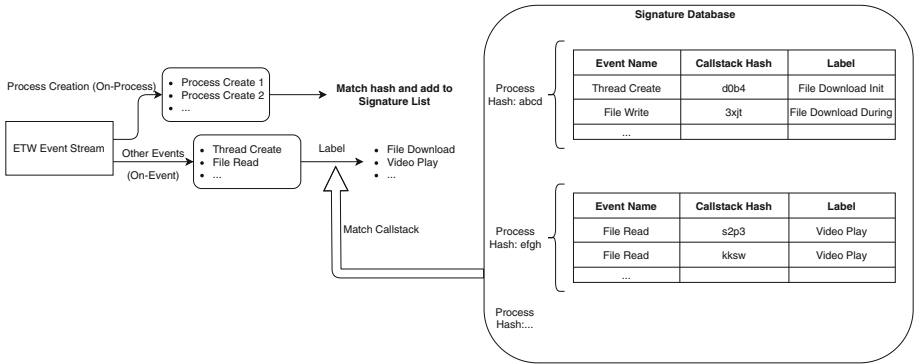 Signature Database
Process Creation (On-Process)
• Process Create 1
• Process Create 2
• ...
Match hash and add to
Signature List
ETW Event Stream
Other Events
(On-Event)
• Thread Create
• File Read
• ...
Label
• File Download
• Video Play
• ...
Match Callstack
Process
Hash: abcd
Event Name Callstack Hash Label
Thread Create d0b4 File Download Init
File Write 3xjt File Download During
...
Process
Hash: efgh
Event Name Callstack Hash Label
File Read s2p3 Video Play
File Read kksw Video Play
...
Process
Hash:...